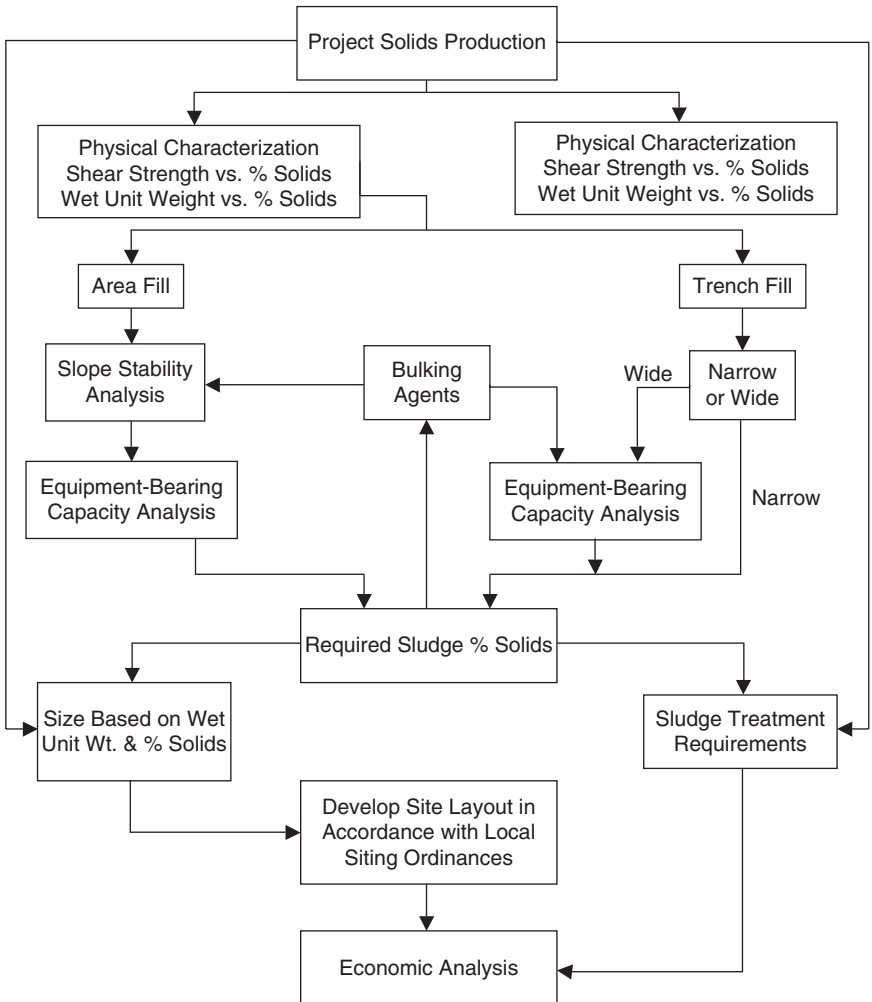 Project Solids Production
Physical Characterization
Shear Strength vs. % Solids
Wet Unit Weight vs. % Solids
Physical Characterization
Shear Strength vs. % Solids
Wet Unit Weight vs. % Solids
Area Fill
Trench Fill
Slope Stability
Analysis
Bulking
Agents
Wide
Narrow
or Wide
Equipment-Bearing
Capacity Analysis
Equipment-Bearing
Capacity Analysis
Narrow
Required Sludge % Solids
Size Based on Wet
Unit Wt. & % Solids
Sludge Treatment
Requirements
Develop Site Layout in
Accordance with Local
Siting Ordinances
Economic Analysis